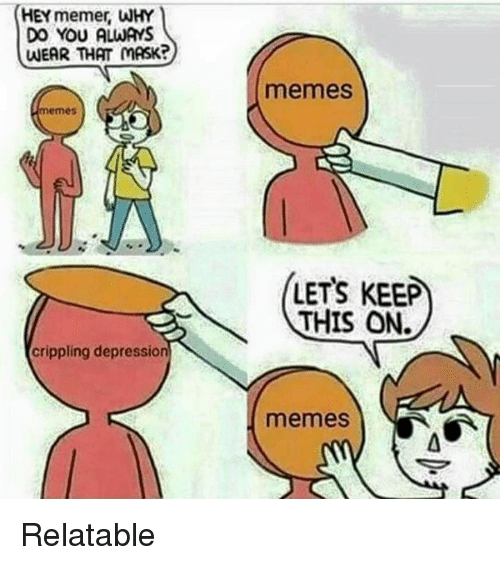 HEY memer, WHY
DO YOU ALWAYS
WEAR THAT MASK?
memes
memes
crippling depression
LET'S KEEP
THIS ON.
memes
Relatable